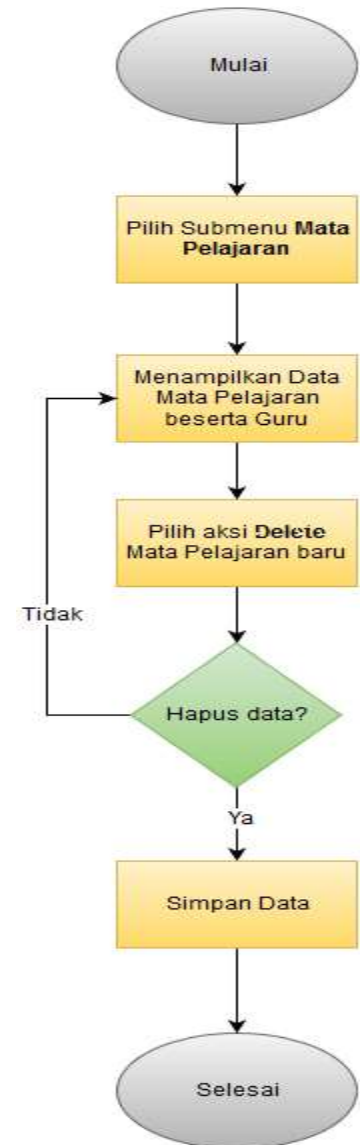 Mulai
Pilih Submenu Mata
Pelajaran
Menampilkan Data
Mata Pelajaran
beserta Guru
Pilih aksi Delete
Mata Pelajaran baru
Tidak
Hapus data?
Ya
Simpan Data
Selesai